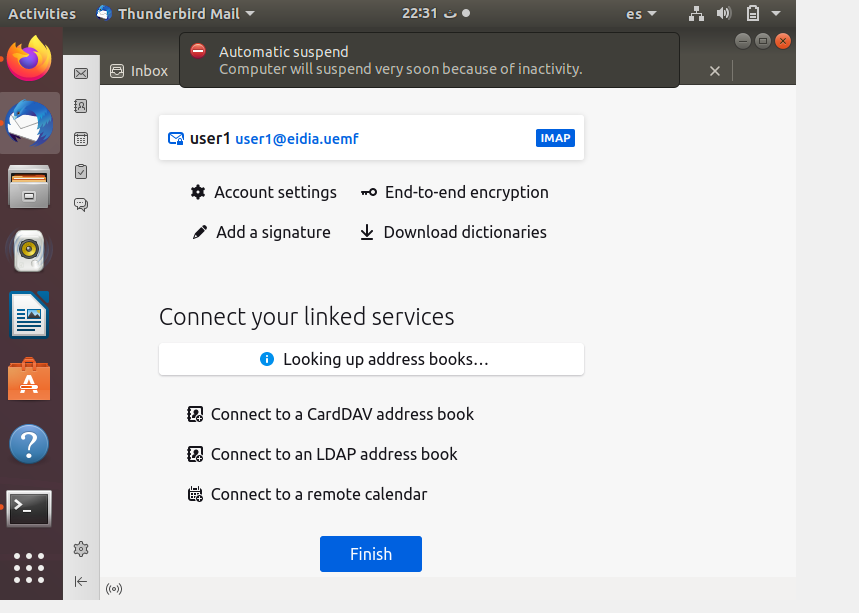 Activities Thunderbird Mail 22:31 ث es
Automatic suspend
Computer will suspend very soon because of inactivity.
Inbox
user1 user1@eidia.uemf IMAP
Account settings End-to-end encryption
Add a signature Download dictionaries
Connect your linked services
Looking up address books…
Connect to a CardDAV address book
Connect to an LDAP address book
Connect to a remote calendar
Finish